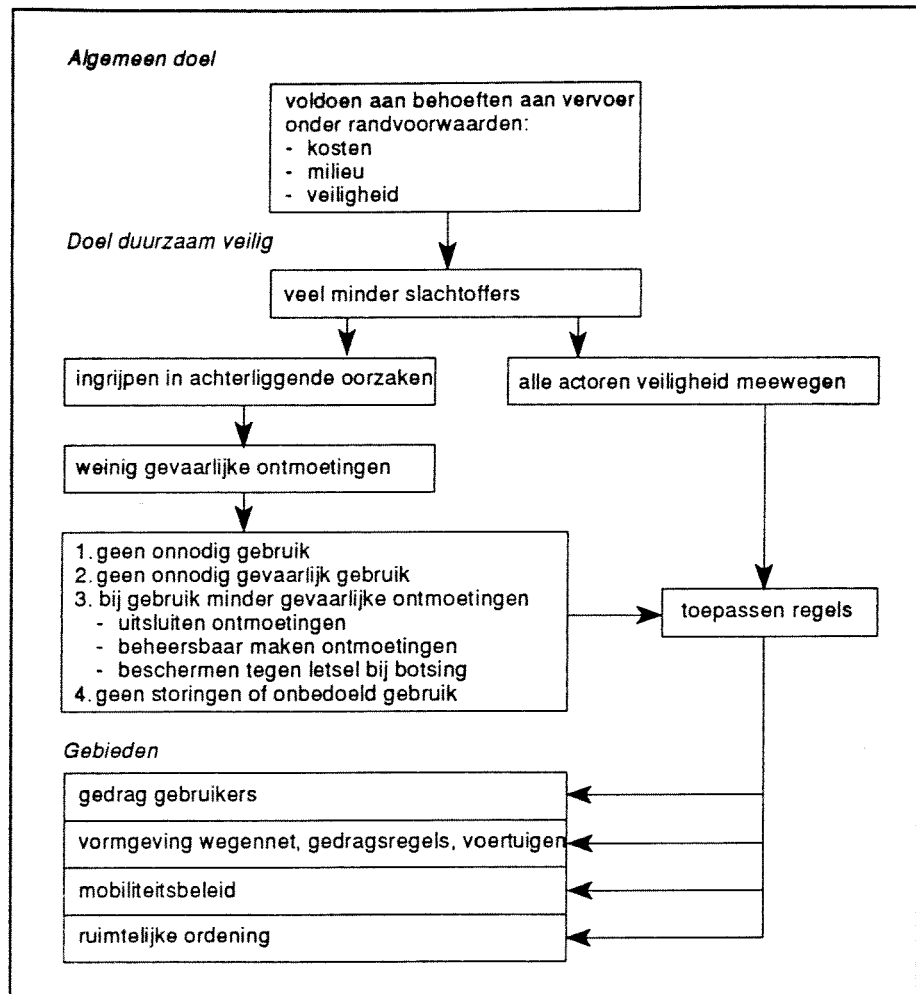 Algemeen doel
voldoen aan behoeften aan vervoer
onder randvoorwaarden:
- kosten
- milieu
- veiligheid
Doel duurzaam veilig
veel minder slachtoffers
ingrijpen in achterliggende oorzaken
alle actoren veiligheid meewegen
weinig gevaarlijke ontmoetingen
1. geen onnodig gebruik
2. geen onnodig gevaarlijk gebruik
3. bij gebruik minder gevaarlijke ontmoetingen
- uitsluiten ontmoetingen
- beheersbaar maken ontmoetingen
- beschermen tegen letsel bij botsing
4. geen storingen of onbedoeld gebruik
toepassen regels
Gebieden
gedrag gebruikers
vormgeving wegennet, gedragsregels, voertuigen
mobiliteitsbeleid
ruimtelijke ordening